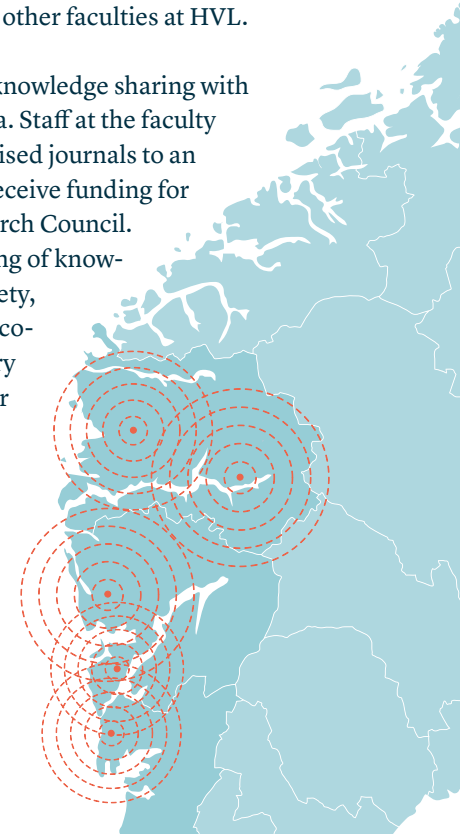 other faculties at HVL.
knowledge sharing with
a. Staff at the faculty
ised journals to an
eceive funding for
rch Council.
ng of know-
ety,
co-
ry
r